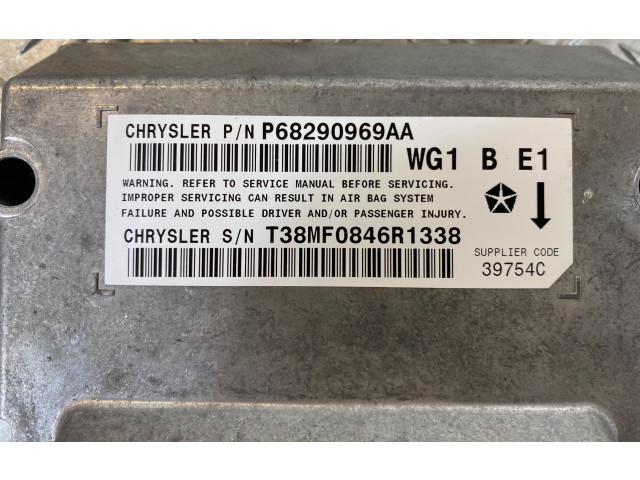 CHRYSLER P/N P68290969AA
WG1 B E1
WARNING. REFER TO SERVICE MANUAL BEFORE SERVICING.
IMPROPER SERVICING CAN RESULT IN AIR BAG SYSTEM
FAILURE AND POSSIBLE DRIVER AND/OR PASSENGER INJURY.
CHRYSLER S/N T38MF0846R1338
SUPPLIER CODE
39754C